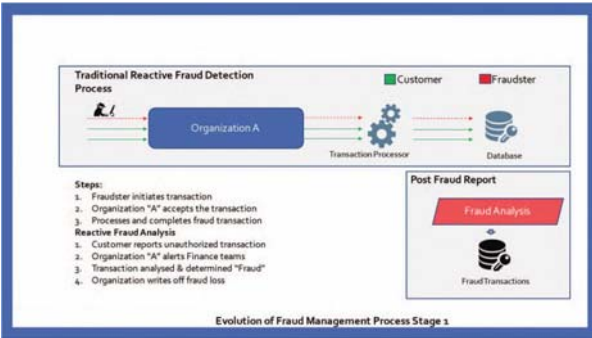 Traditional Reactive Fraud Detection
Process
Customer
Fraudster
Organization A
Transaction Processor
Database
Steps:
1. Fraudster initiates transaction
2. Organization "A" accepts the transaction
3. Processes and completes fraud transaction
Reactive Fraud Analysis
1. Customer reports unauthorized transaction
2. Organization "A" alerts Finance teams
3. Transaction analysed & determined "Fraud"
4. Organization writes off fraud loss
Post Fraud Report
Fraud Analysis
Fraud Transactions
Evolution of Fraud Management Process Stage 1